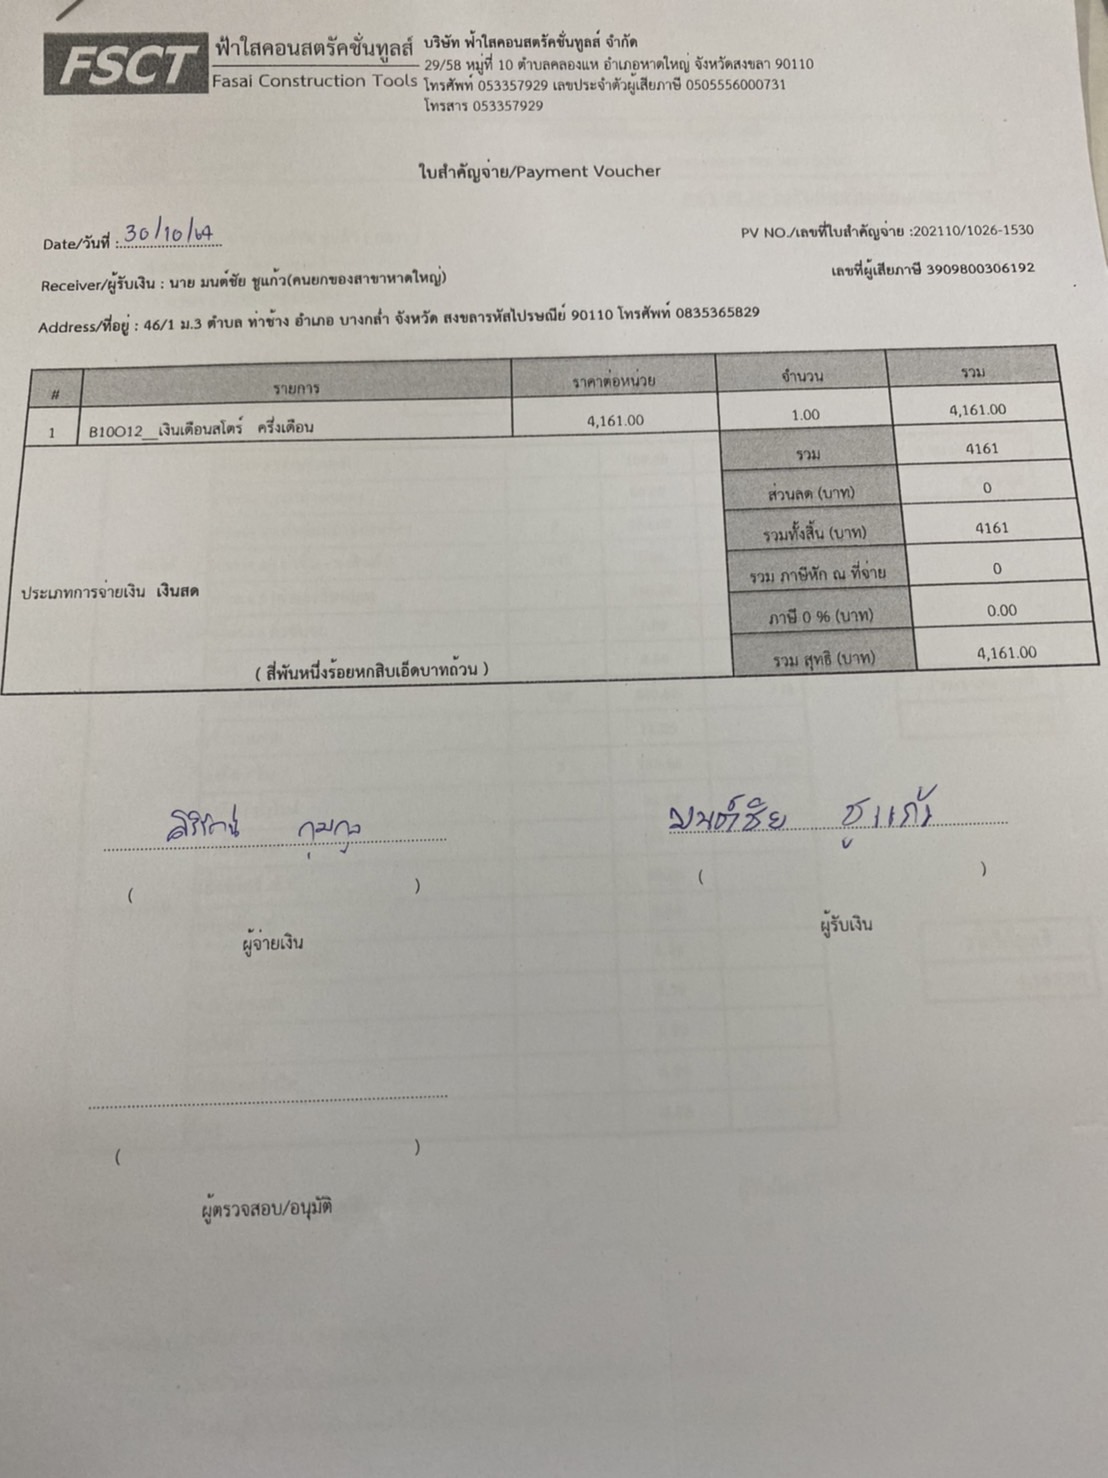 FSCT
ฟ้าใสคอนสตรัคชั่นทูลส์
Fasai Construction Tools
บริษัท ฟ้าใสคอนสตรัคชั่นทูลส์ จำกัด
29/58 หมู่ที่ 10 ตำบลคลองแห อำเภอหาดใหญ่ จังหวัดสงขลา 90110
โทรศัพท์ 053357929 เลขประจำตัวผู้เสียภาษี 0505556000731
โทรสาร 053357929
ใบสำคัญจ่าย/Payment Voucher
Date/วันที่ : 30/10/64
PV NO./เลขที่ใบสำคัญจ่าย :202110/1026-1530
Receiver/ผู้รับเงิน : นาย มนต์ชัย ชูแก้ว(คนยกของสาขาหาดใหญ่)
เลขที่ผู้เสียภาษี 3909800306192
Address/ที่อยู่ : 46/1 ม.3 ตำบล ท่าช้าง อำเภอ บางกล่ำ จังหวัด สงขลารหัสไปรษณีย์ 90110 โทรศัพท์ 0835365829
# รายการ ราคาต่อหน่วย จำนวน รวม
1 B10O12__เงินเดือนสโตร์ ครึ่งเดือน 4,161.00 1.00 4,161.00
รวม 4161
ส่วนลด (บาท) 0
รวมทั้งสิ้น (บาท) 4161
รวม ภาษีหัก ณ ที่จ่าย 0
ประเภทการจ่ายเงิน เงินสด
ภาษี 0 % (บาท) 0.00
( สี่พันหนึ่งร้อยหกสิบเอ็ดบาทถ้วน )
รวม สุทธิ (บาท) 4,161.00
มนต์ชัย ชูแก้ว
( )
( )
ผู้จ่ายเงิน
ผู้รับเงิน
( )
ผู้ตรวจสอบ/อนุมัติ